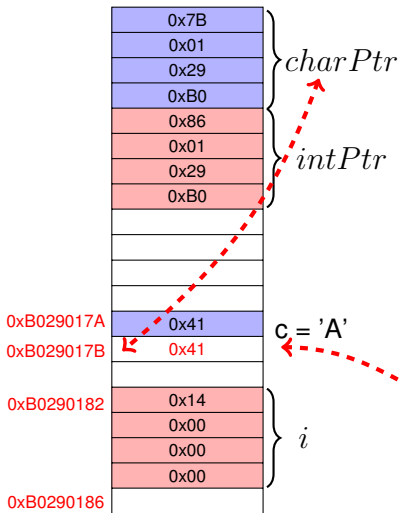 0x7B
0x01
0x29
0xB0
charPtr
0x86
0x01
0x29
0xB0
intPtr
0xB029017A 0x41 c = 'A'
0xB029017B 0x41
0xB0290182 0x14
0x00
0x00
0x00
i
0xB0290186